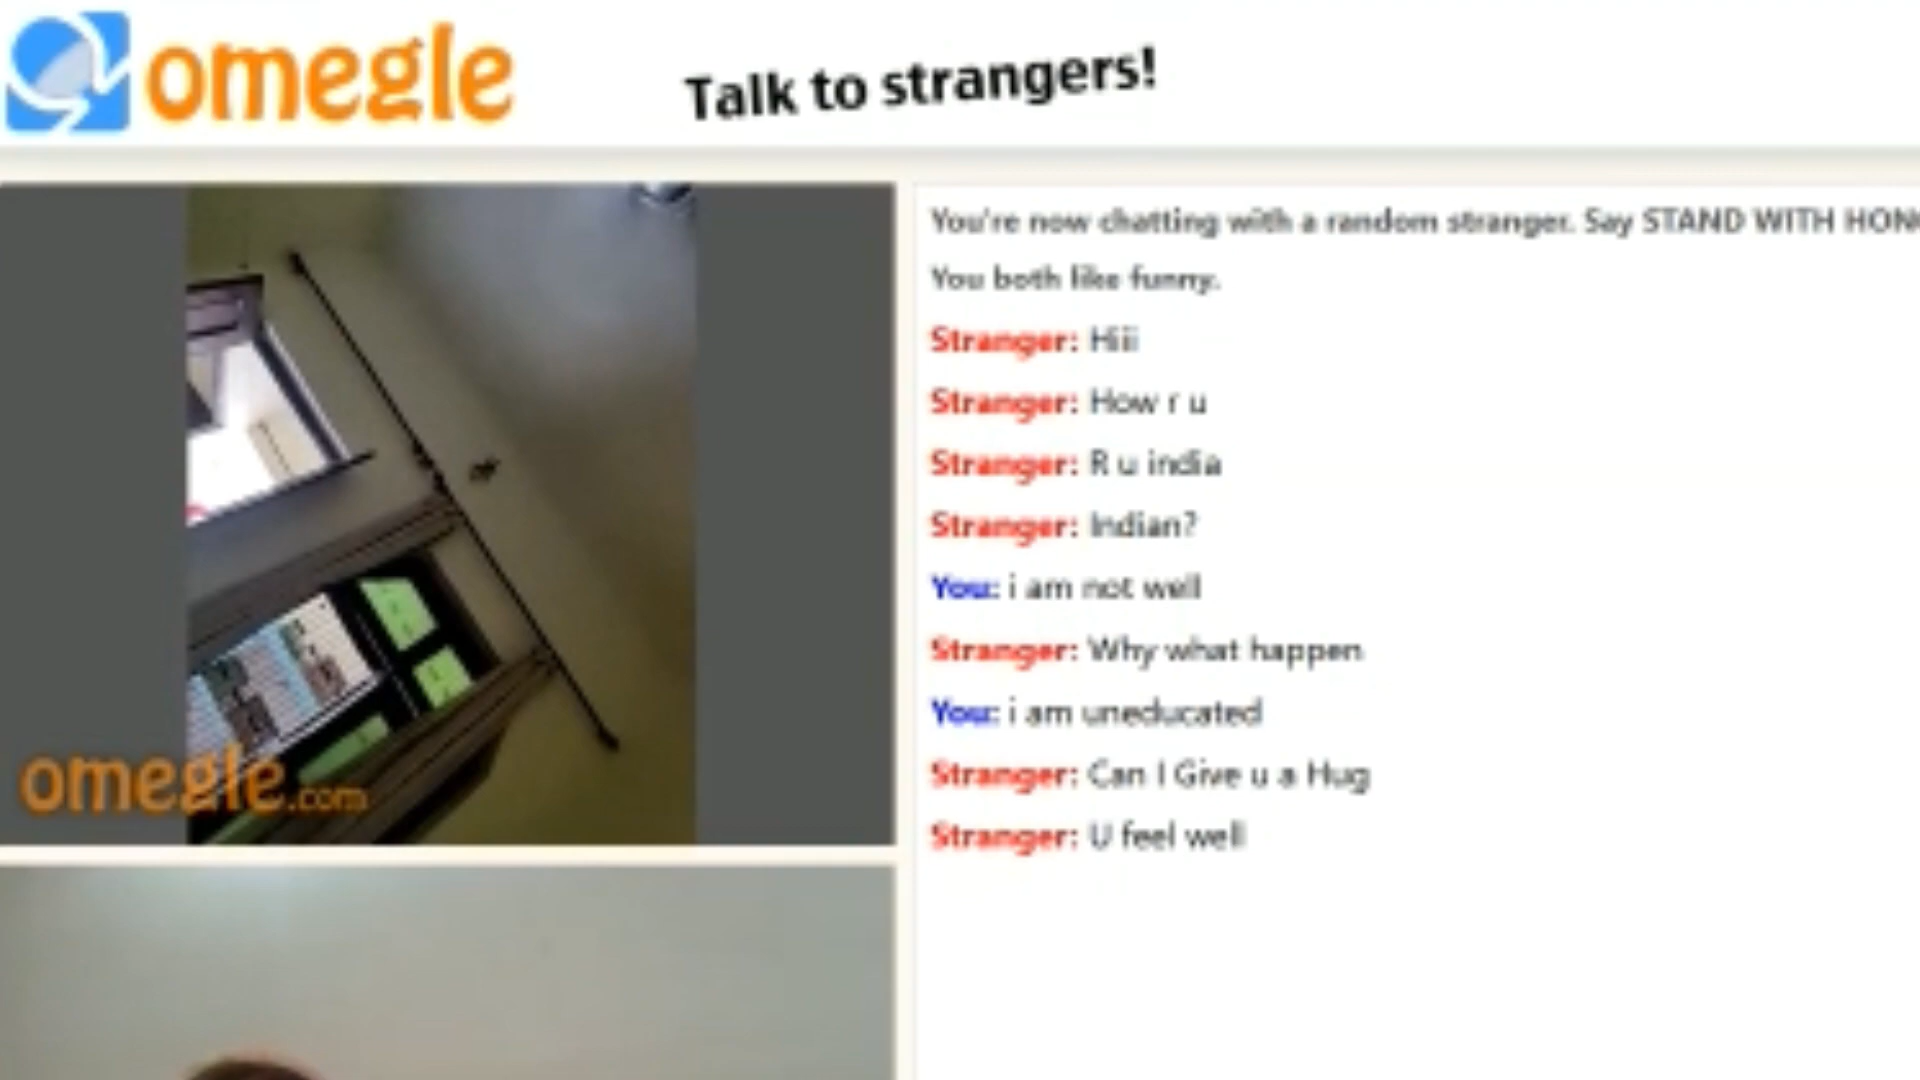 omegle
Talk to strangers!
You're now chatting with a random stranger. Say STAND WITH
You both like funny.
Stranger: Hiii
Stranger: How r u
Stranger: R u india
Stranger: Indian?
You: i am not well
Stranger: Why what happen
You: i am uneducated
Stranger: Can I Give u a Hug
Stranger: U feel well
omegle.com